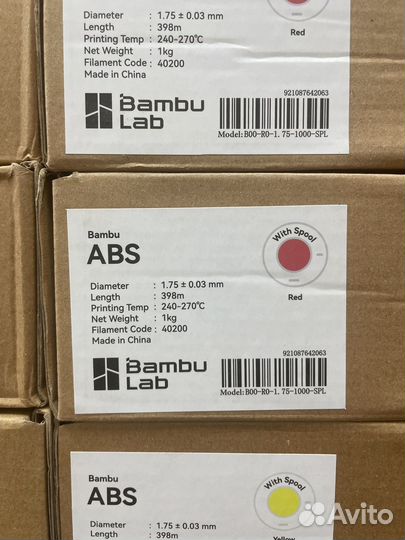 Diameter : 1.75 ± 0.03 mm
Length : 398m
Printing Temp : 240-270℃
Net Weight : 1kg
Filament Code : 40200
Made in China
Red
Bambu
Lab
921087642063
Model:B00-R0-1.75-1000-SPL
Bambu
ABS
With Spool
Diameter : 1.75 ± 0.03 mm
Length : 398m
Printing Temp : 240-270℃
Net Weight : 1kg
Filament Code : 40200
Made in China
Red
Bambu
Lab
921087642063
Model:B00-R0-1.75-1000-SPL
Bambu
ABS
With Spool
Diameter : 1.75 ± 0.03 mm
Length : 398m
Yellow
Avito